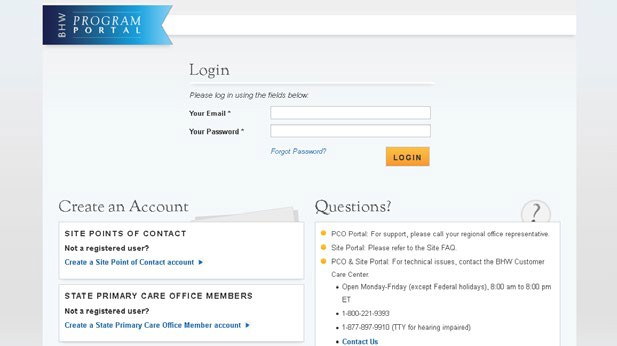 BHW PROGRAM PORTAL
Login
Please log in using the fields below.
Your Email *
Your Password *
Forgot Password?
LOGIN
Create an Account
SITE POINTS OF CONTACT
Not a registered user?
Create a Site Point of Contact account
STATE PRIMARY CARE OFFICE MEMBERS
Not a registered user?
Create a State Primary Care Office Member account
Questions?
?
PCO Portal: For support, please call your regional office representative.
Site Portal: Please refer to the Site FAQ.
PCO & Site Portal: For technical issues, contact the BHW Customer
Care Center.
Open Monday-Friday (except Federal holidays), 8:00 am to 8:00 pm
ET
1-800-221-9393
1-877-897-9910 (TTY for hearing impaired)
Contact Us